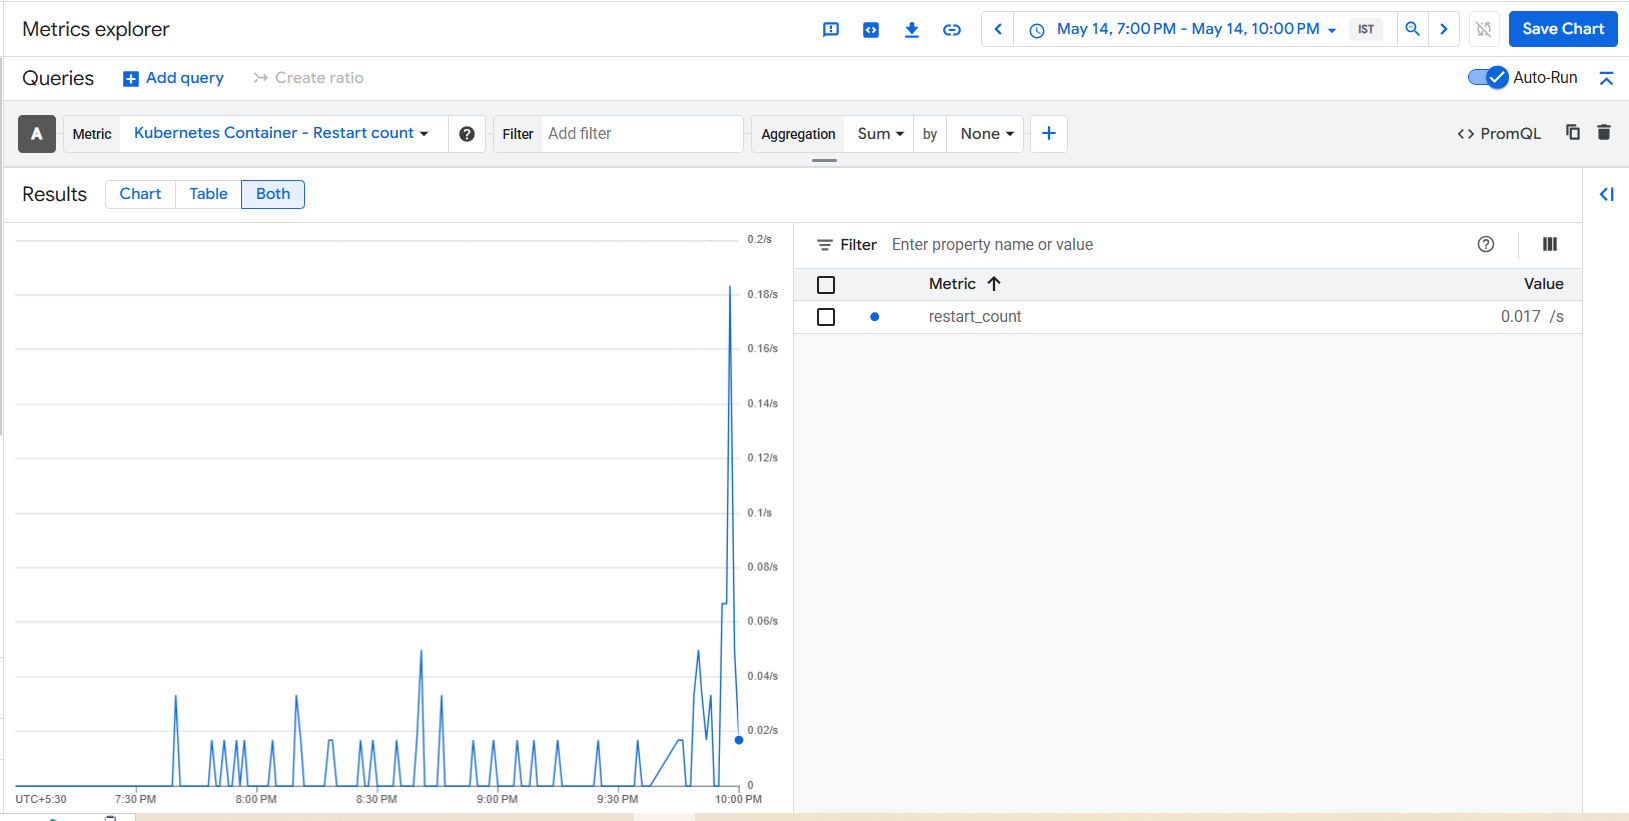 Metrics explorer
May 14, 7:00 PM - May 14, 10:00 PM IST
Save Chart
Queries
Add query
Create ratio
Auto-Run
A
Metric Kubernetes Container - Restart count
Filter Add filter
Aggregation Sum by None
<> PromQL
Results
Chart Table Both
0.2/s
0.18/s
0.16/s
0.14/s
0.12/s
0.1/s
0.08/s
0.06/s
0.04/s
0.02/s
0
UTC+5:30 7:30 PM 8:00 PM 8:30 PM 9:00 PM 9:30 PM 10:00 PM
Filter Enter property name or value
Metric Value
restart_count 0.017 /s